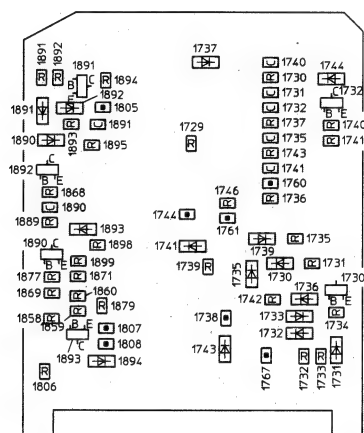 1891 1892 1891 1737 1740 1744
B C R 1894 R 1730 1732
1892 C 1731 B C E
1891 E 1805 C 1732 R 1740
R 1893 C 1891 R 1737 R 1741
1890 R 1895 1729 C 1735
C R R 1743
1892 B E C 1741
R 1868 1760
C 1890 1746 R R 1736
1889 R 1744 1761
1893 1739 R 1735
1890 C R 1898 1741
B E R 1899 1739 R 1735 1730 R 1731
1877 R R 1871 1736 1730
1869 R R 1860 1742 R B E
1858 R 1859 R R 1879 1738 1733 R 1734
B E 1807 1732
C 1808
1893 1894 1743 1767 1732 R 1733 R 1731
R 1806